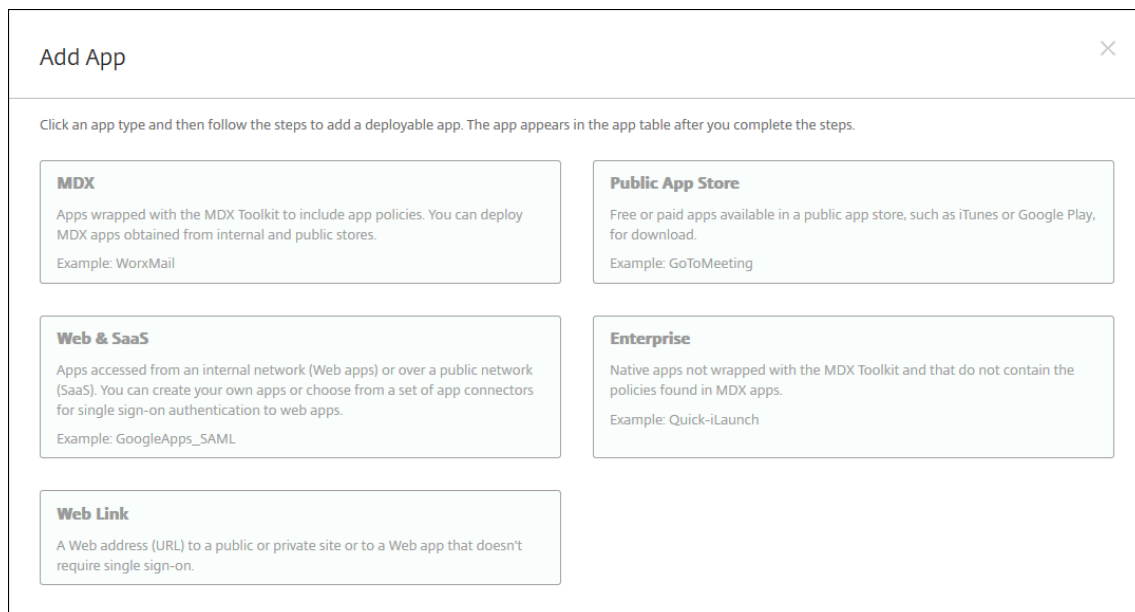 Add App
Click an app type and then follow the steps to add a deployable app. The app appears in the app table after you complete the steps.
MDX
Apps wrapped with the MDX Toolkit to include app policies. You can deploy
MDX apps obtained from internal and public stores.
Example: WorxMail
Public App Store
Free or paid apps available in a public app store, such as iTunes or Google Play,
for download.
Example: GoToMeeting
Web & SaaS
Apps accessed from an internal network (Web apps) or over a public network
(SaaS). You can create your own apps or choose from a set of app connectors
for single sign-on authentication to web apps.
Example: GoogleApps_SAML
Enterprise
Native apps not wrapped with the MDX Toolkit and that do not contain the
policies found in MDX apps.
Example: Quick-iLaunch
Web Link
A Web address (URL) to a public or private site or to a Web app that doesn't
require single sign-on.